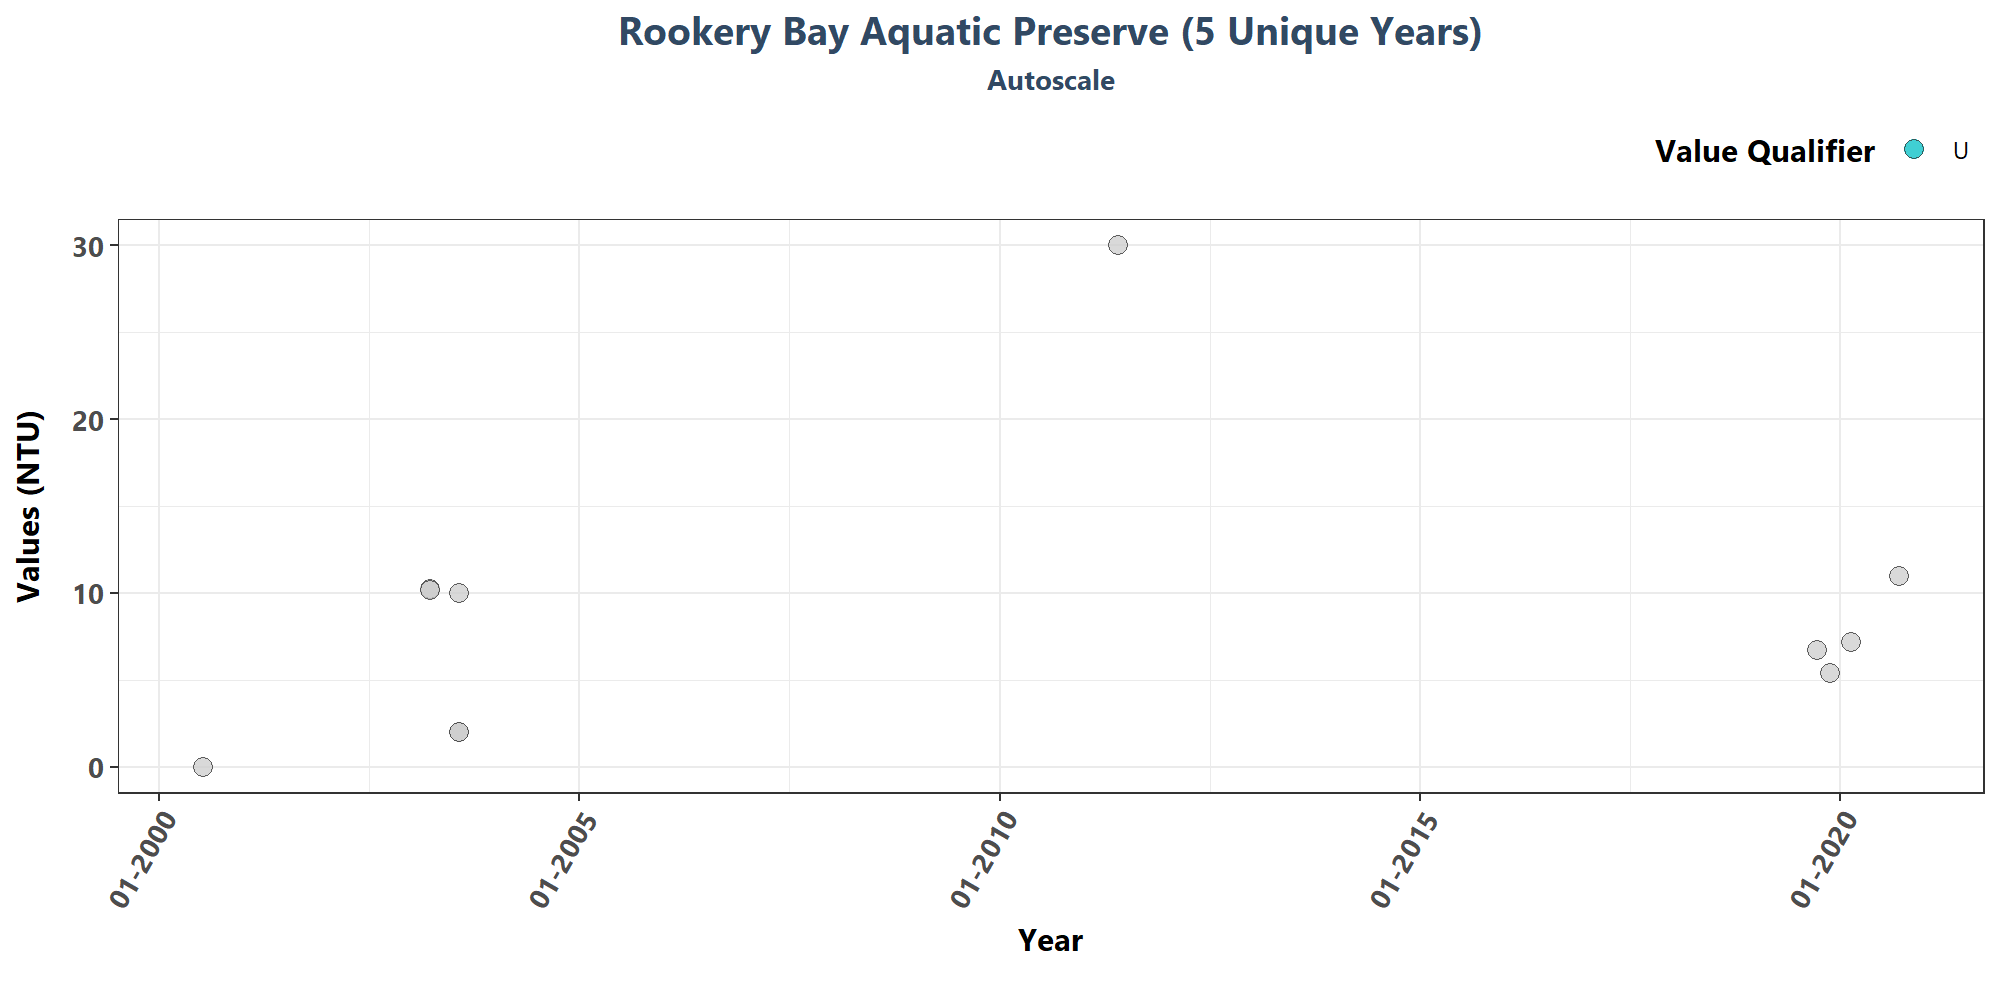 Rookery Bay Aquatic Preserve (5 Unique Years)
Autoscale
Value Qualifier U
30
20
10
0
Values (NTU)
01-2000 01-2005 01-2010 01-2015 01-2020
Year